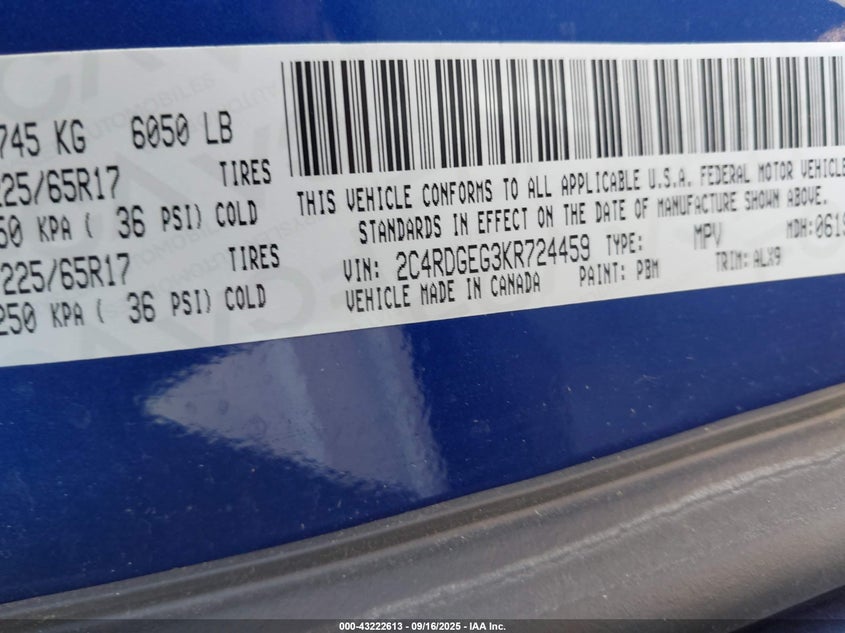 745 KG 6050 LB
225/65R17 TIRES
50 KPA ( 36 PSI) COLD
225/65R17 TIRES
250 KPA ( 36 PSI) COLD
THIS VEHICLE CONFORMS TO ALL APPLICABLE U.S.A. FEDERAL MOTOR VEHICLE
STANDARDS IN EFFECT ON THE DATE OF MANUFACTURE SHOWN ABOVE.
VIN: 2C4RDGEG3KR724459 TYPE: MPV MDH:0619
VEHICLE MADE IN CANADA PAINT: PBM TRIM: ALX9
000-43222613 - 09/16/2025 - IAA Inc.